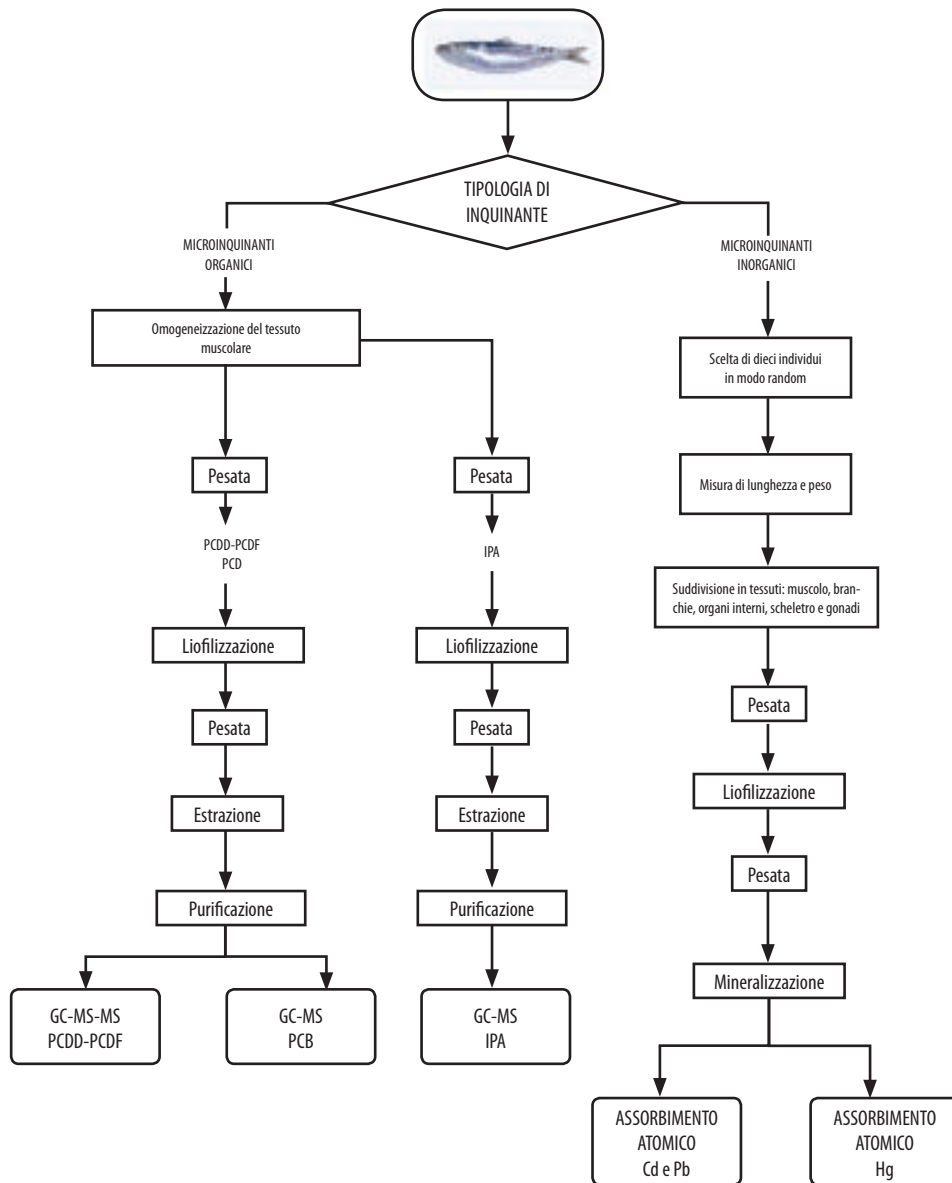 TIPOLOGIA DI
INQUINANTE
MICROINQUINANTI
ORGANICI
Omogeneizzazione del tessuto
muscolare
Pesata
PCDD-PCDF
PCD
Liofilizzazione
Pesata
Estrazione
Purificazione
GC-MS-MS
PCDD-PCDF
GC-MS
PCB
Pesata
IPA
Liofilizzazione
Pesata
Estrazione
Purificazione
GC-MS
IPA
MICROINQUINANTI
INORGANICI
Scelta di dieci individui
in modo random
Misura di lunghezza e peso
Suddivisione in tessuti: muscolo, bran-
chie, organi interni, scheletro e gonadi
Pesata
Liofilizzazione
Pesata
Mineralizzazione
ASSORBIMENTO
ATOMICO
Cd e Pb
ASSORBIMENTO
ATOMICO
Hg